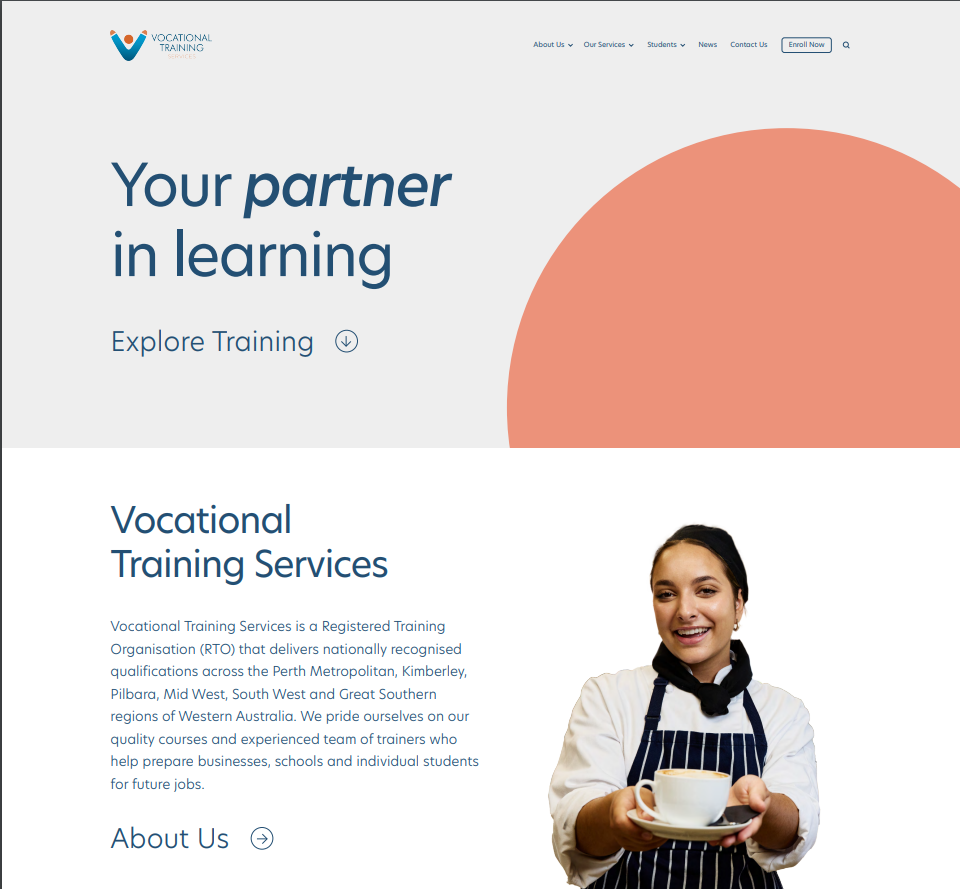 VOCATIONAL
TRAINING
SERVICES
About Us
Our Services
Students
News
Contact Us
Enroll Now
Your partner
in learning
Explore Training
Vocational
Training Services
Vocational Training Services is a Registered Training
Organisation (RTO) that delivers nationally recognised
qualifications across the Perth Metropolitan, Kimberley,
Pilbara, Mid West, South West and Great Southern
regions of Western Australia. We pride ourselves on our
quality courses and experienced team of trainers who
help prepare businesses, schools and individual students
for future jobs.
About Us